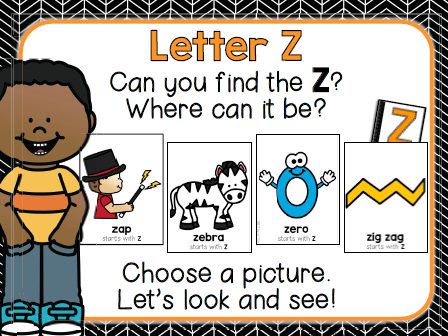 Letter Z
Can you find the Z?
Where can it be?
Z
zap
starts with Z
zebra
starts with Z
zero
starts with Z
zig zag
starts with Z
Choose a picture.
Let's look and see!